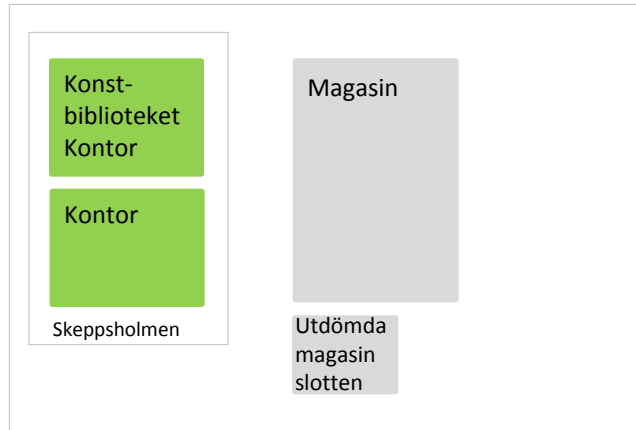 Konst-
biblioteket
Kontor
Kontor
Skeppsholmen
Magasin
Utdömda
magasin
slotten